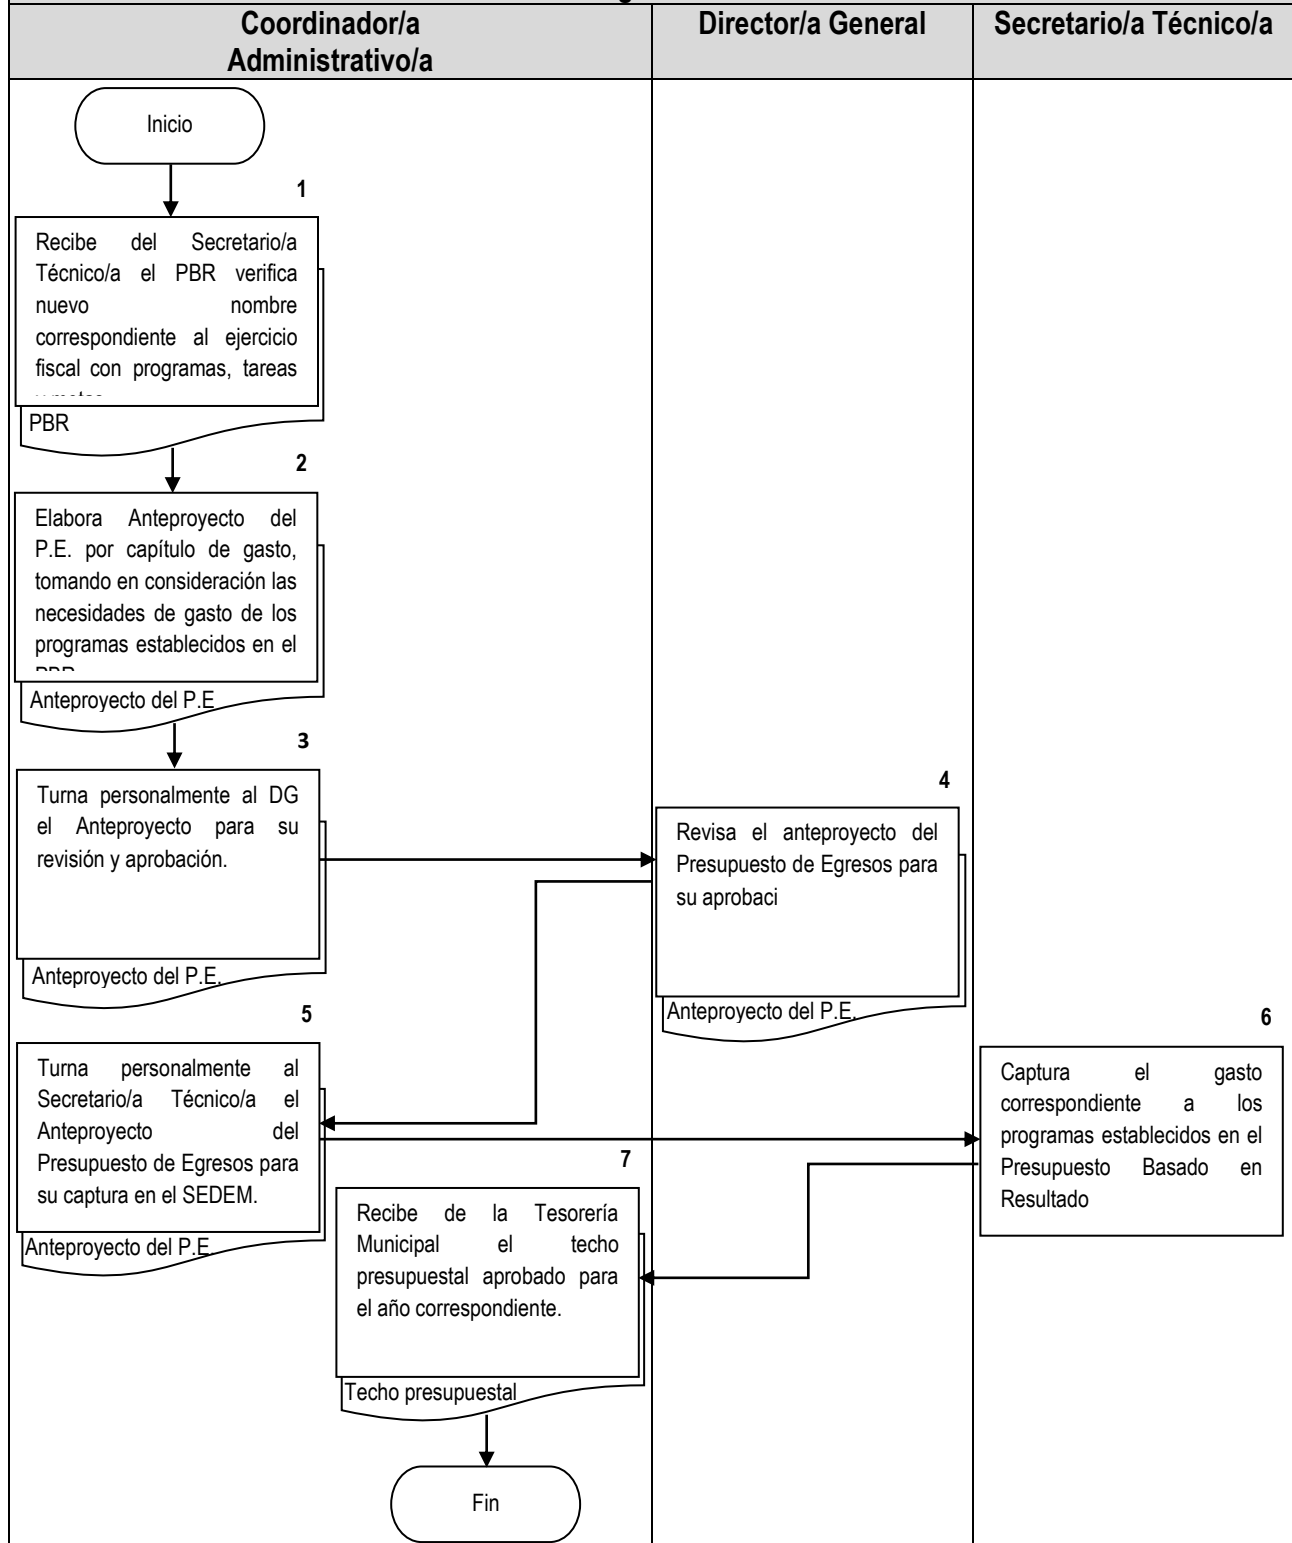 Coordinador/a
Administrativo/a
Director/a General
Secretario/a Técnico/a
Inicio
1
Recibe del Secretario/a
Técnico/a el PBR verifica
nuevo nombre
correspondiente al ejercicio
fiscal con programas, tareas
PBR
2
Elabora Anteproyecto del
P.E. por capítulo de gasto,
tomando en consideración las
necesidades de gasto de los
programas establecidos en el
Anteproyecto del P.E
3
Turna personalmente al DG
el Anteproyecto para su
revisión y aprobación.
Anteproyecto del P.E.
4
Revisa el anteproyecto del
Presupuesto de Egresos para
su aprobaci
Anteproyecto del P.E.
5
Turna personalmente al
Secretario/a Técnico/a el
Anteproyecto del
Presupuesto de Egresos para
su captura en el SEDEM.
Anteproyecto del P.E.
6
Captura el gasto
correspondiente a los
programas establecidos en el
Presupuesto Basado en
Resultado
7
Recibe de la Tesorería
Municipal el techo
presupuestal aprobado para
el año correspondiente.
Techo presupuestal
Fin